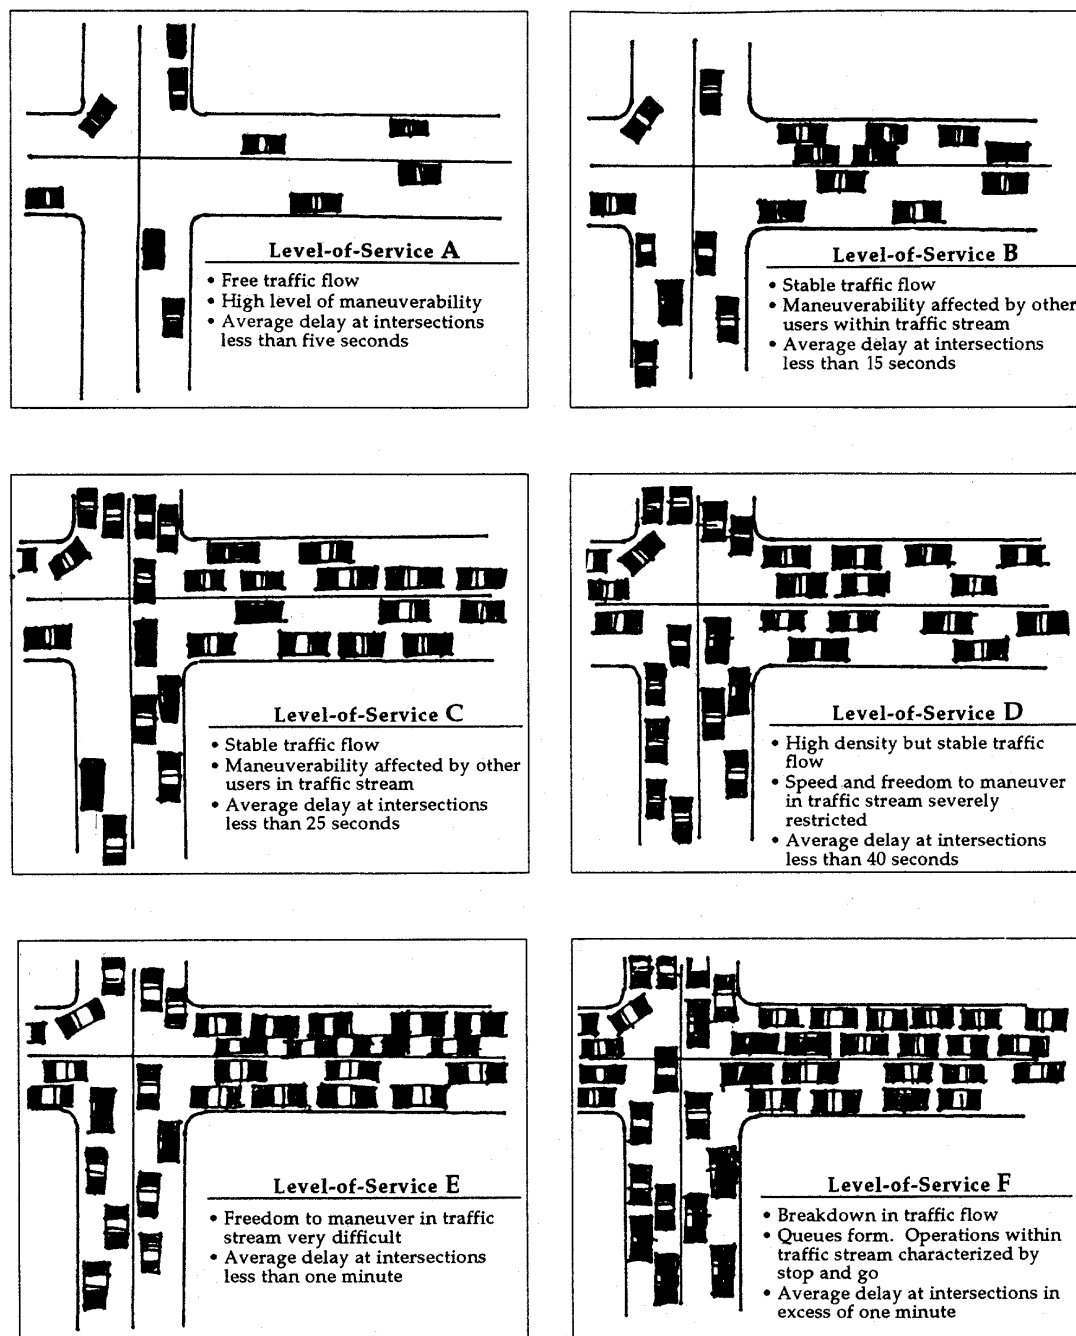 Level-of-Service A
• Free traffic flow
• High level of maneuverability
• Average delay at intersections
less than five seconds
Level-of-Service B
• Stable traffic flow
• Maneuverability affected by other
users within traffic stream
• Average delay at intersections
less than 15 seconds
Level-of-Service C
• Stable traffic flow
• Maneuverability affected by other
users in traffic stream
• Average delay at intersections
less than 25 seconds
Level-of-Service D
• High density but stable traffic
flow
• Speed and freedom to maneuver
in traffic stream severely
restricted
• Average delay at intersections
less than 40 seconds
Level-of-Service E
• Freedom to maneuver in traffic
stream very difficult
• Average delay at intersections
less than one minute
Level-of-Service F
• Breakdown in traffic flow
• Queues form. Operations within
traffic stream characterized by
stop and go
• Average delay at intersections in
excess of one minute